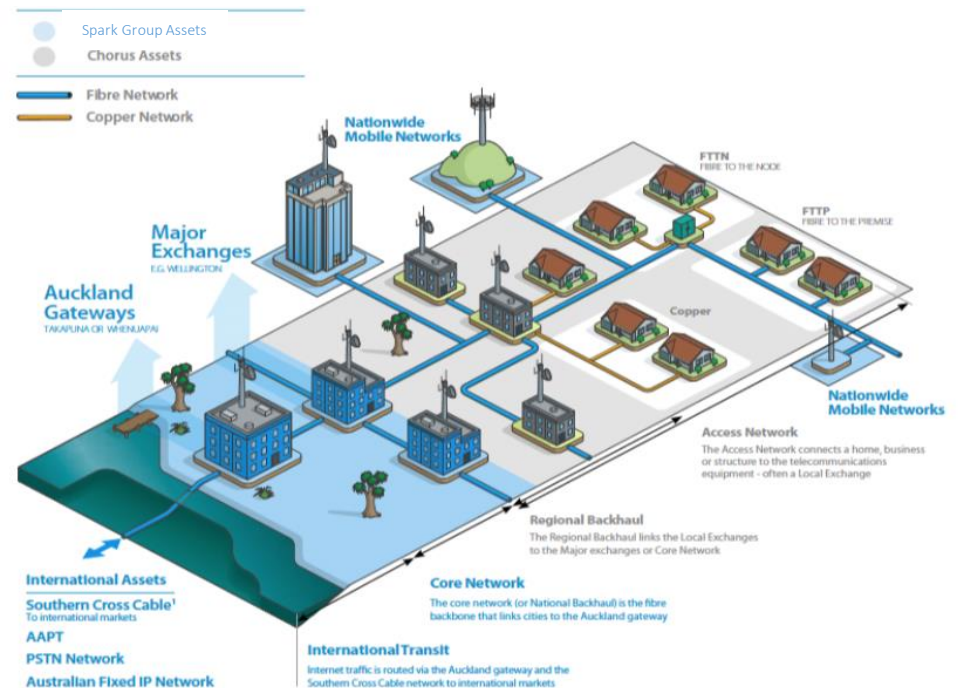 Spark Group Assets
Chorus Assets
Fibre Network
Copper Network
Nationwide
Mobile Networks
FTTN
FIBRE TO THE NODE
FTTP
FIBRE TO THE PREMISE
Major
Exchanges
E.G. WELLINGTON
Auckland
Gateways
TAKAPUNA OR WHENUAPAI
Copper
Nationwide
Mobile Networks
Access Network
The Access Network connects a home, business
or structure to the telecommunications
equipment - often a Local Exchange
Regional Backhaul
The Regional Backhaul links the Local Exchanges
to the Major exchanges or Core Network
Core Network
The core network (or National Backhaul) is the fibre
backbone that links cities to the Auckland gateway
International Assets
Southern Cross Cable¹
To international markets
AAPT
PSTN Network
Australian Fixed IP Network
International Transit
Internet traffic is routed via the Auckland gateway and the
Southern Cross Cable network to international markets